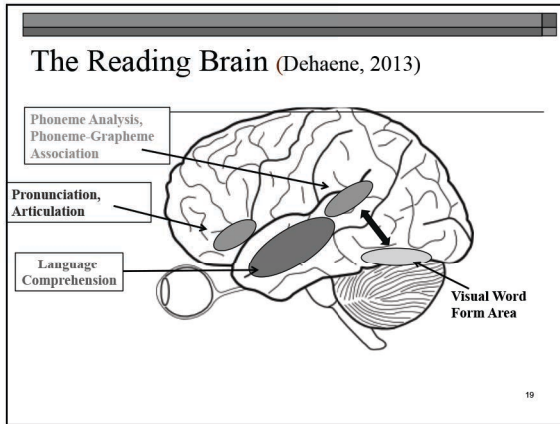 The Reading Brain (Dehaene, 2013)
Phoneme Analysis,
Phoneme-Grapheme
Association
Pronunciation,
Articulation
Language
Comprehension
Visual Word
Form Area
19